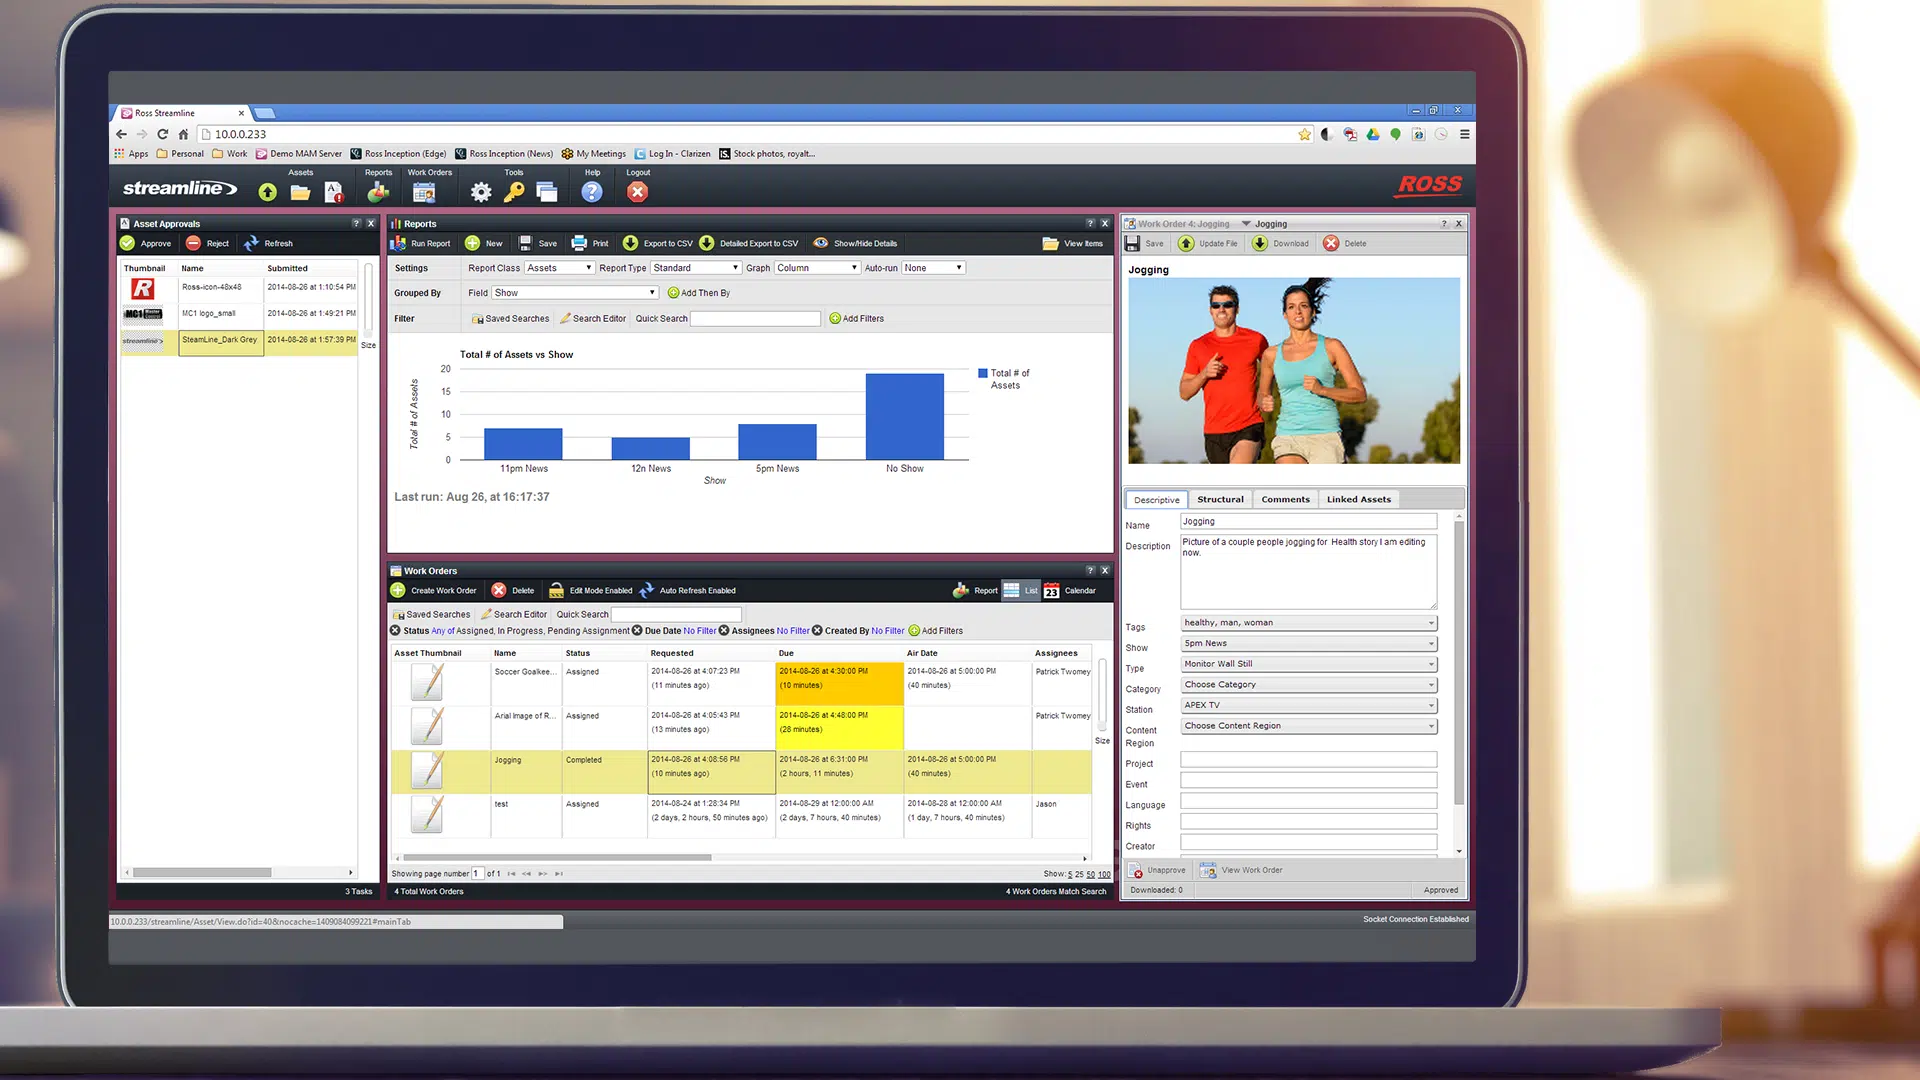 Ross Streamline
10.0.0.233
Apps Personal Work Demo MAM Server Ross Inception (Edge) Ross Inception (News) My Meetings Log In - Clarizen Stock photos, royalt...
streamline
Assets Reports Work Orders Tools Help Logout
ROSS
Asset Approvals
Approve Reject Refresh
Thumbnail Name Submitted
R Ross-icon-48x48 2014-08-26 at 1:10:54 PM
MC1 Master Control MC1 logo_small 2014-08-26 at 1:49:21 PM
streamline SteamLine_Dark Grey 2014-08-26 at 1:57:39 PM
Size
3 Tasks
Reports
Run Report New Save Print Export to CSV Detailed Export to CSV Show/Hide Details View Items
Settings Report Class Assets Report Type Standard Graph Column Auto-run None
Grouped By Field Show Add Then By
Filter Saved Searches Search Editor Quick Search Add Filters
Total # of Assets vs Show
Total # of Assets
20
15
10
5
0
11pm News 12n News 5pm News No Show
Show
Total # of
Assets
Last run: Aug 26, at 16:17:37
Work Orders
Create Work Order Delete Edit Mode Enabled Auto Refresh Enabled Report List 23 Calendar
Saved Searches Search Editor Quick Search
Status Any of Assigned, In Progress, Pending Assignment Due Date No Filter Assignees No Filter Created By No Filter Add Filters
Asset Thumbnail Name Status Requested Due Air Date Assignees
Soccer Goalkee... Assigned 2014-08-26 at 4:07:23 PM 2014-08-26 at 4:30:00 PM 2014-08-26 at 5:00:00 PM Patrick Twomey
(11 minutes ago) (10 minutes) (40 minutes)
Arial Image of R... Assigned 2014-08-26 at 4:05:43 PM 2014-08-26 at 4:48:00 PM Patrick Twomey
(13 minutes ago) (28 minutes)
Jogging Completed 2014-08-26 at 4:08:56 PM 2014-08-26 at 6:31:00 PM 2014-08-26 at 5:00:00 PM
(10 minutes ago) (2 hours, 11 minutes) (40 minutes)
test Assigned 2014-08-24 at 1:28:34 PM 2014-08-29 at 12:00:00 AM 2014-08-28 at 12:00:00 AM Jason
(2 days, 2 hours, 50 minutes ago) (2 days, 7 hours, 40 minutes) (1 day, 7 hours, 40 minutes)
Size
Showing page number 1 of 1 Show: 5 25 50 100
4 Total Work Orders 4 Work Orders Match Search
Work Order 4: Jogging Jogging
Save Update File Download Delete
Jogging
Descriptive Structural Comments Linked Assets
Name Jogging
Description Picture of a couple people jogging for Health story I am editing
now.
Tags healthy, man, woman
Show 5pm News
Type Monitor Wall Still
Category Choose Category
Station APEX TV
Content
Region Choose Content Region
Project
Event
Language
Rights
Creator
Unapprove View Work Order
Downloaded: 0 Approved
10.0.0.233/streamline/Asset/View.do?id=40&nocache=1409084099221#mainTab
Socket Connection Established